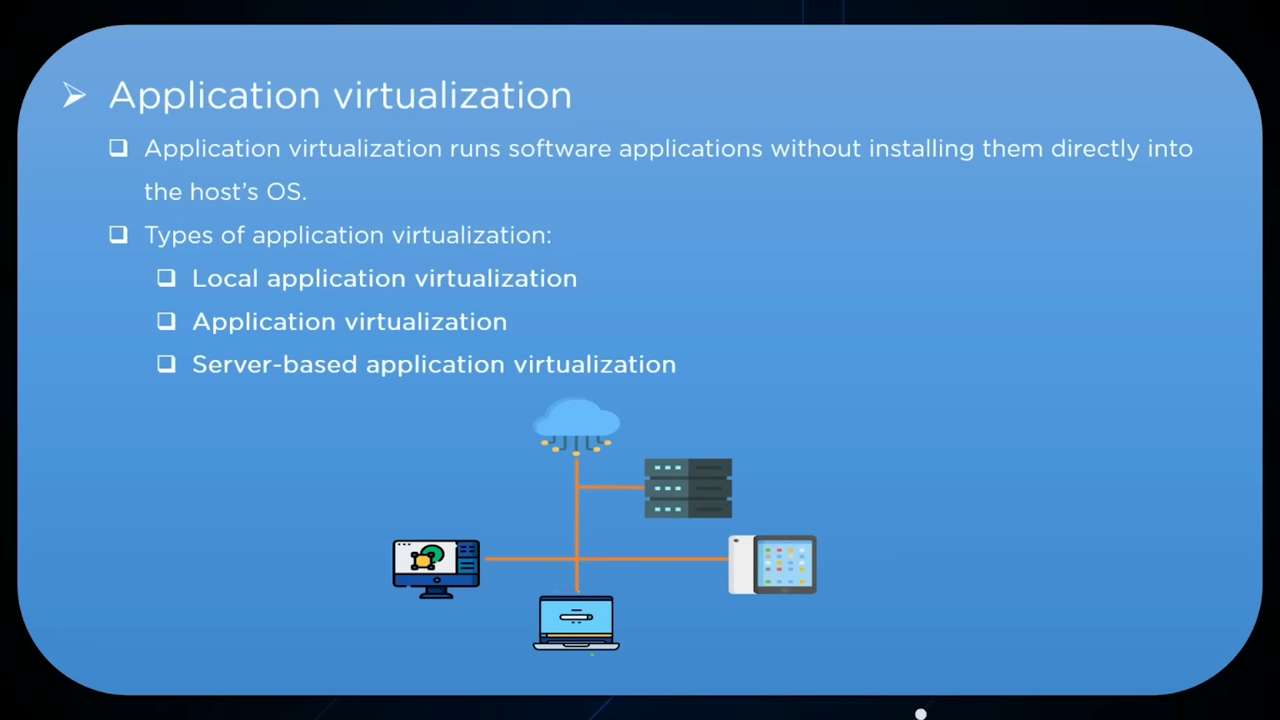 Application virtualization
Application virtualization runs software applications without installing them directly into
the host’s OS.
Types of application virtualization:
Local application virtualization
Application virtualization
Server-based application virtualization